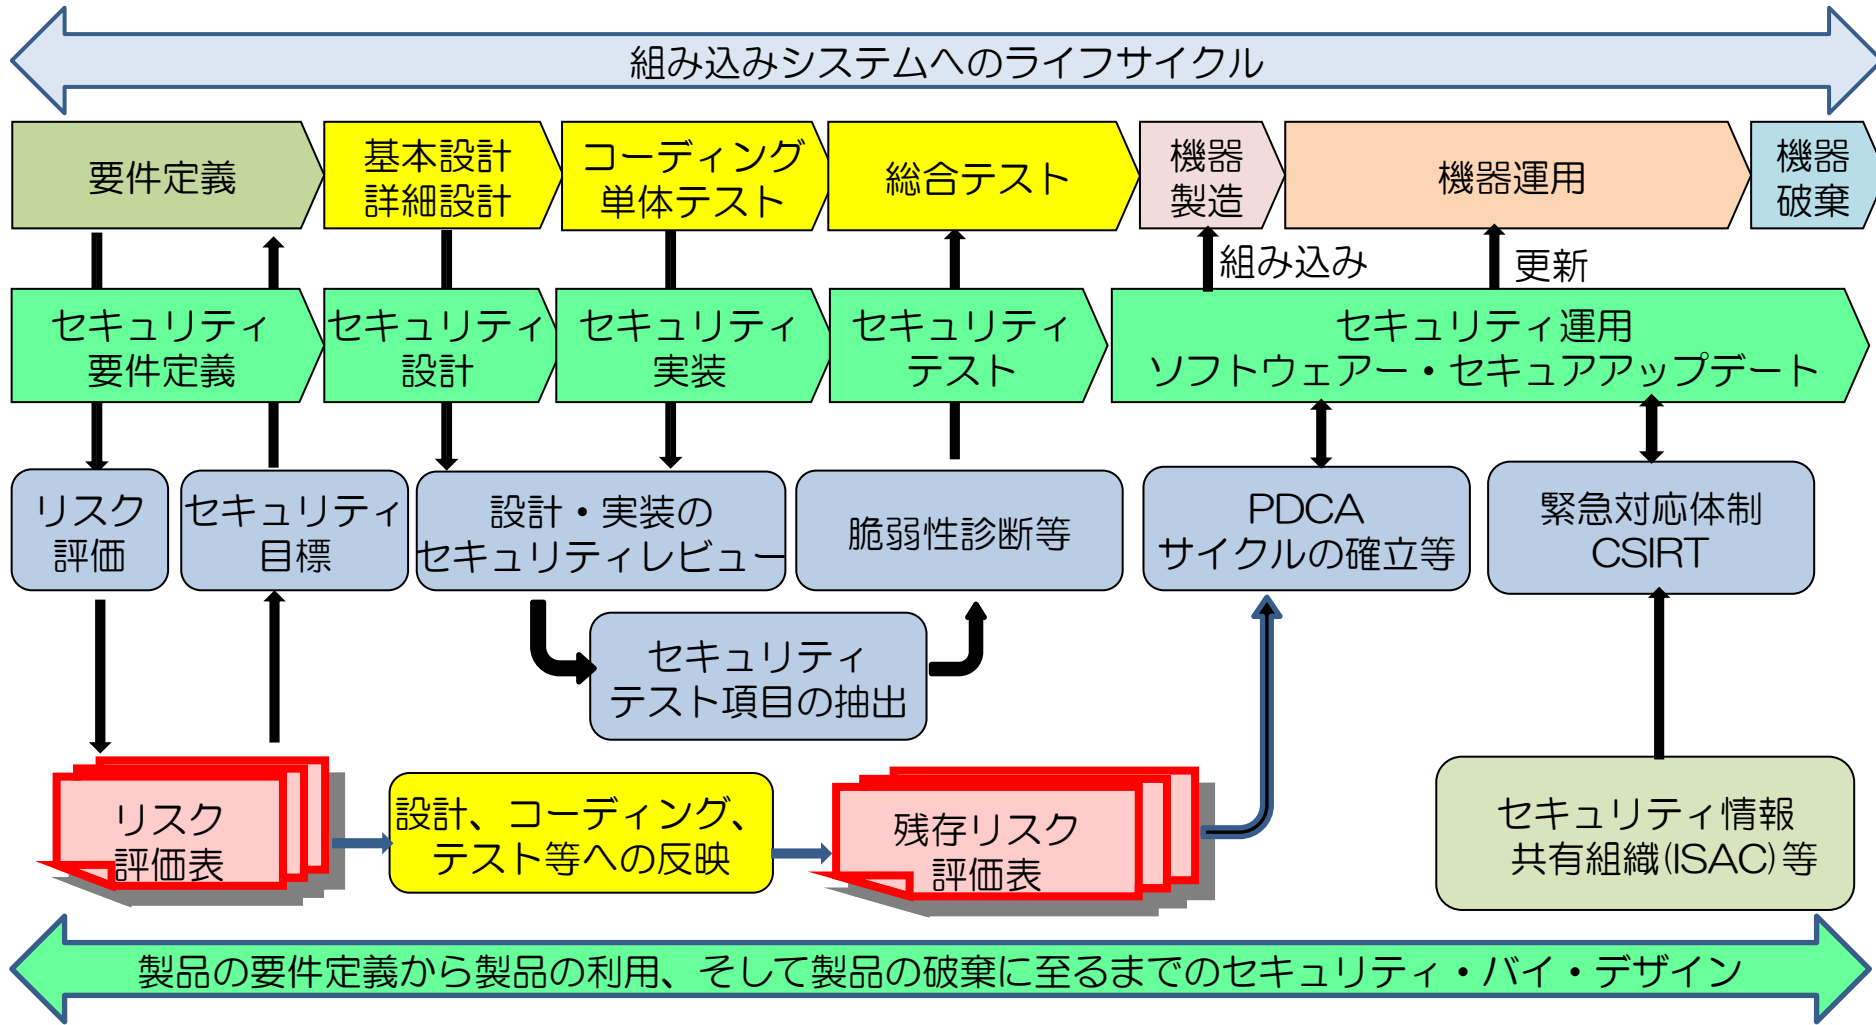 組み込みシステムへのライフサイクル
要件定義
基本設計
詳細設計
コーディング
単体テスト
総合テスト
機器
製造
機器運用
機器
破棄
組み込み
更新
セキュリティ
要件定義
セキュリティ
設計
セキュリティ
実装
セキュリティ
テスト
セキュリティ運用
ソフトウェアー・セキュアアップデート
リスク
評価
セキュリティ
目標
設計・実装の
セキュリティレビュー
脆弱性診断等
PDCA
サイクルの確立等
緊急対応体制
CSIRT
セキュリティ
テスト項目の抽出
リスク
評価表
設計、コーディング、
テスト等への反映
残存リスク
評価表
セキュリティ情報
共有組織(ISAC)等
製品の要件定義から製品の利用、そして製品の破棄に至るまでのセキュリティ・バイ・デザイン